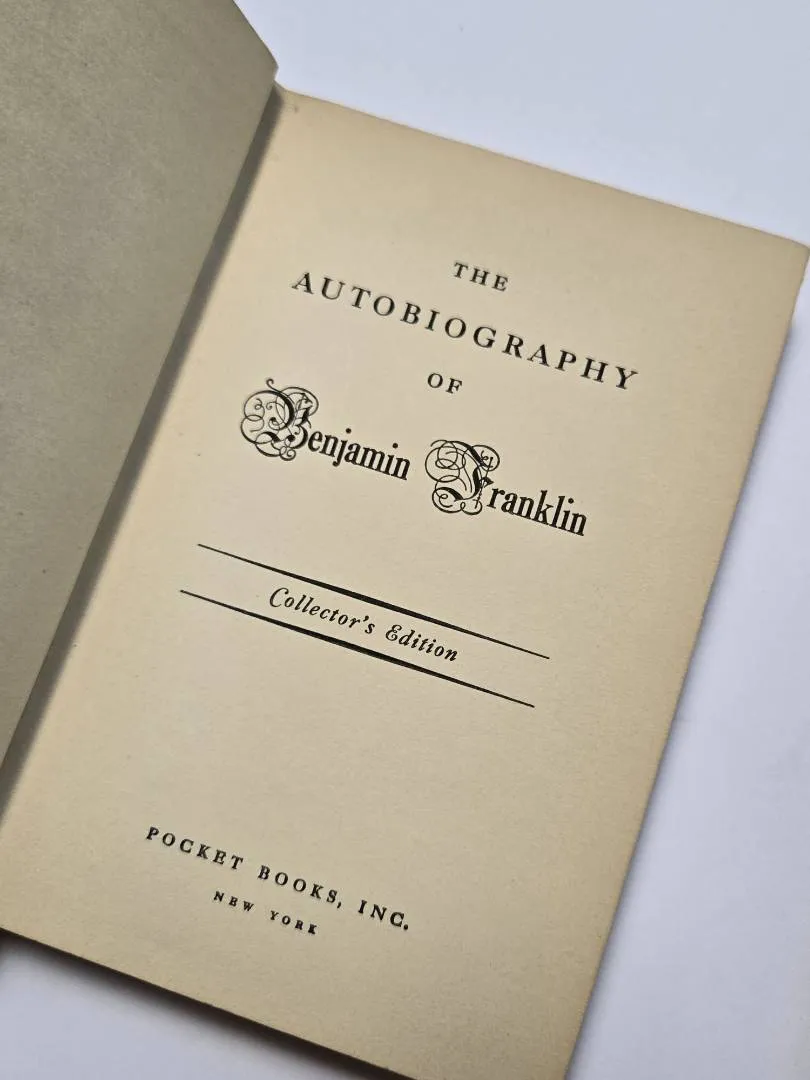 THE
AUTOBIOGRAPHY
OF
Benjamin Franklin
Collector's Edition
POCKET BOOKS, INC.
NEW YORK